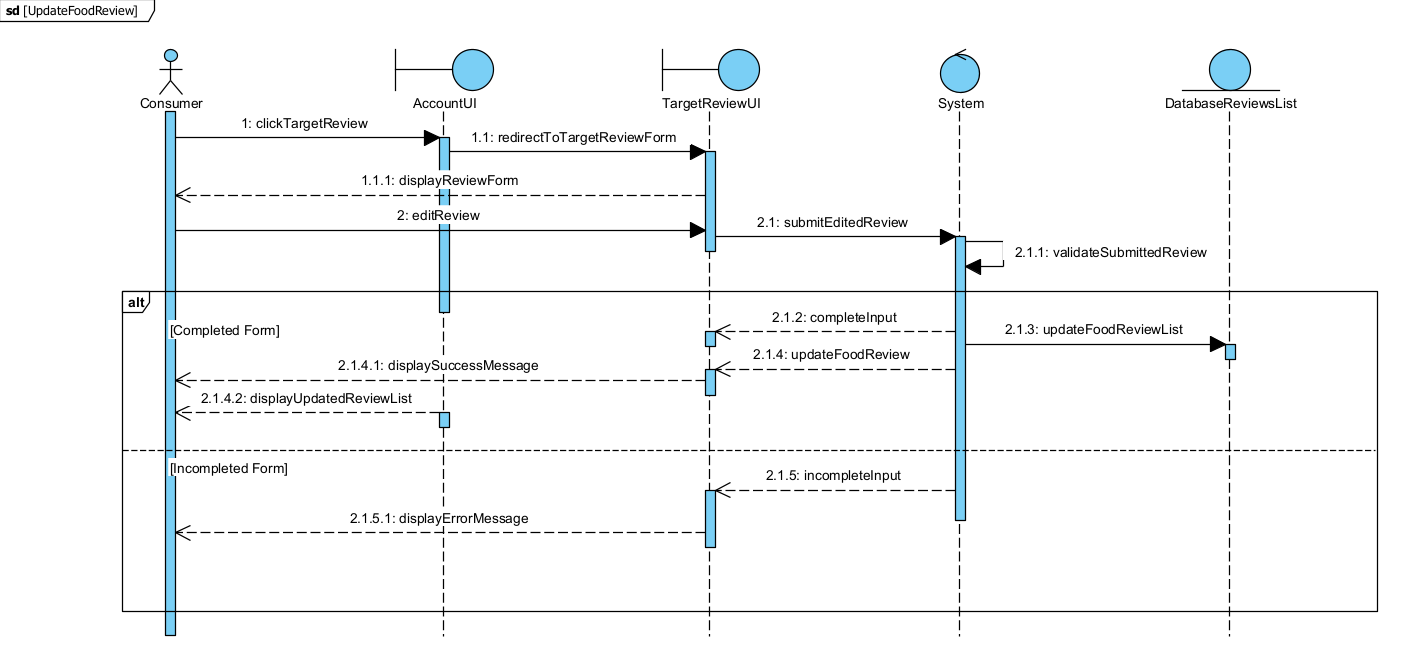 sd [UpdateFoodReview]
Consumer
AccountUI
TargetReviewUI
System
DatabaseReviewsList
1: clickTargetReview
1.1: redirectToTargetReviewForm
1.1.1: displayReviewForm
2: editReview
2.1: submitEditedReview
2.1.1: validateSubmittedReview
alt
[Completed Form]
2.1.2: completeInput
2.1.3: updateFoodReviewList
2.1.4: updateFoodReview
2.1.4.1: displaySuccessMessage
2.1.4.2: displayUpdatedReviewList
[Incompleted Form]
2.1.5: incompleteInput
2.1.5.1: displayErrorMessage